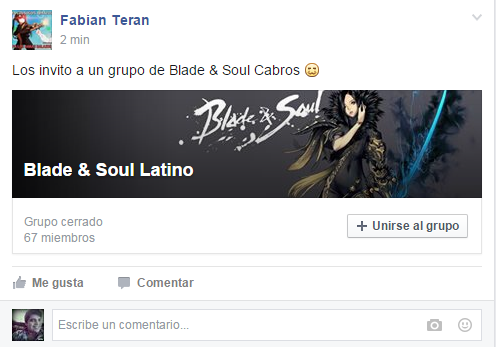 Fabian Teran
2 min
Los invito a un grupo de Blade & Soul Cabros
Blade & Soul
Blade & Soul Latino
Grupo cerrado
67 miembros
Unirse al grupo
Me gusta
Comentar
Escribe un comentario...